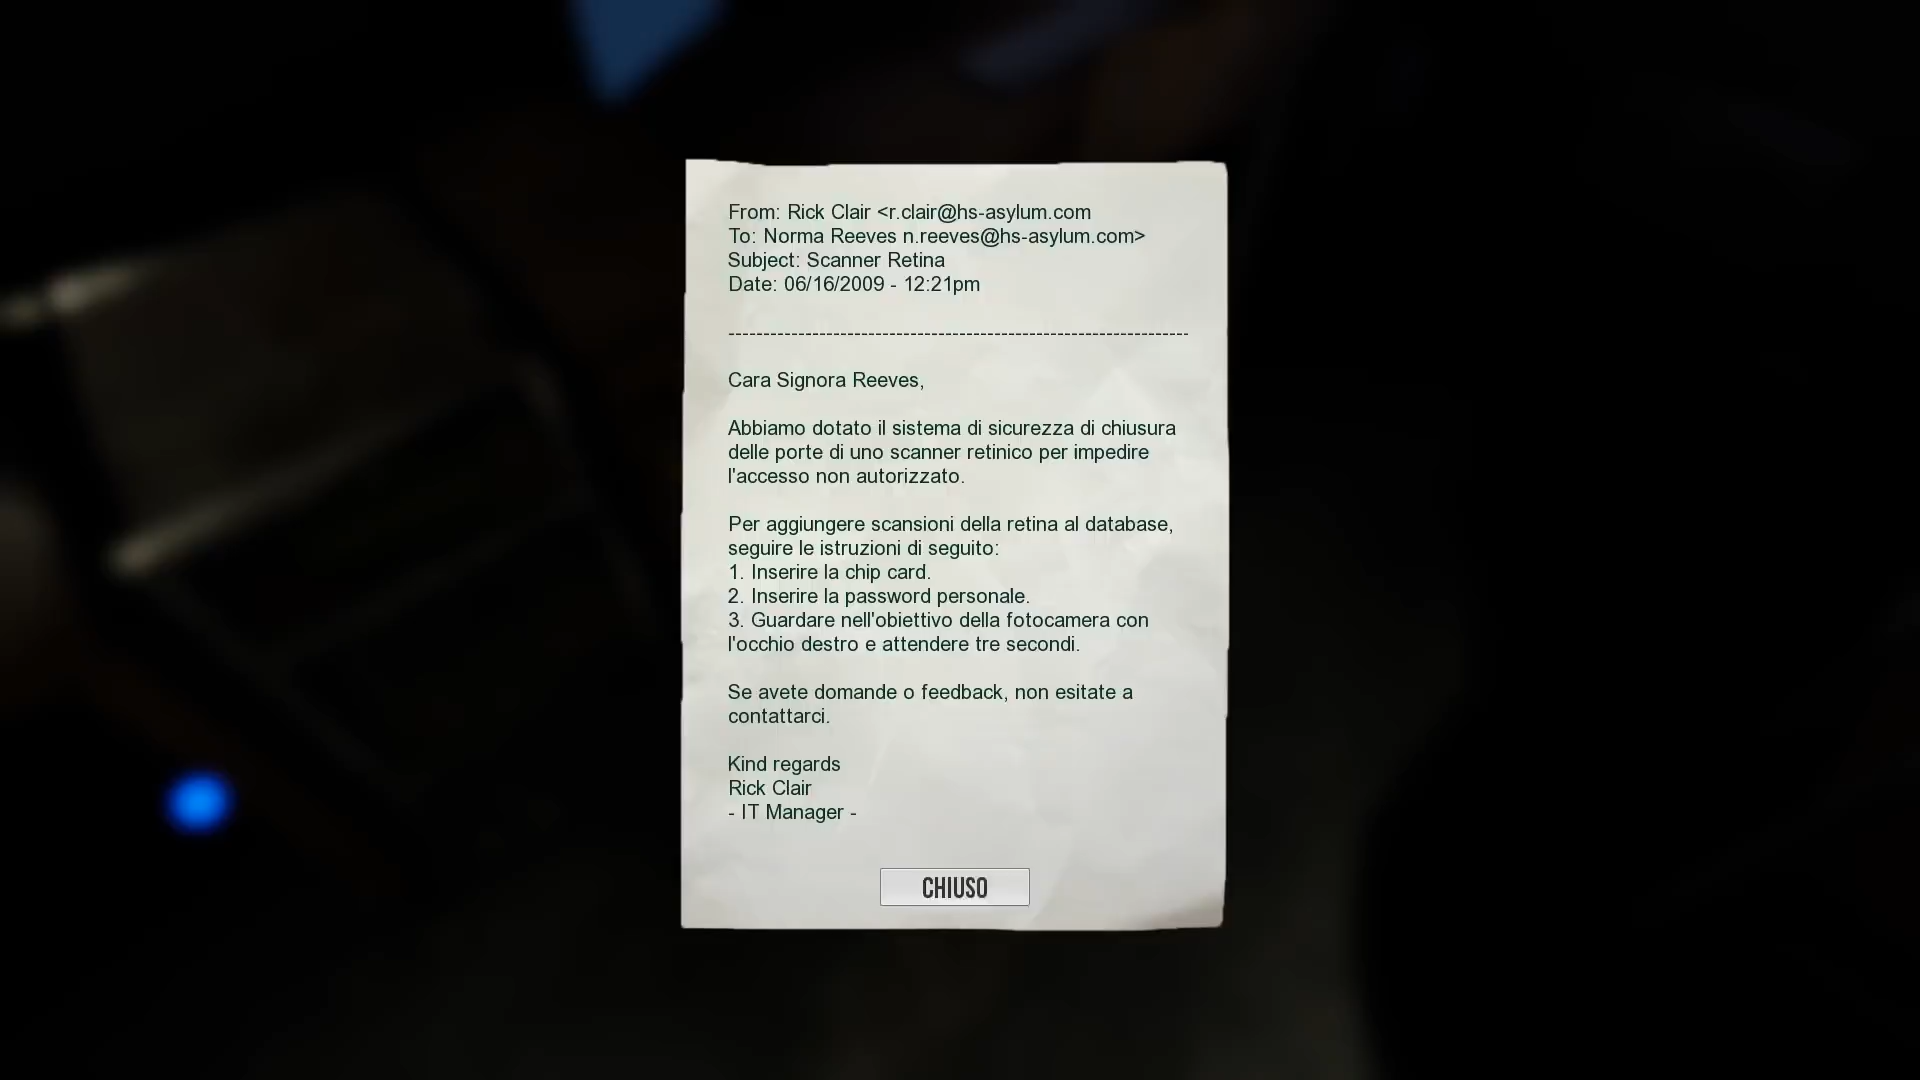 From: Rick Clair <r.clair@hs-asylum.com
To: Norma Reeves n.reeves@hs-asylum.com>
Subject: Scanner Retina
Date: 06/16/2009 - 12:21pm
------------------------------------------------------------------
Cara Signora Reeves,
Abbiamo dotato il sistema di sicurezza di chiusura
delle porte di uno scanner retinico per impedire
l'accesso non autorizzato.
Per aggiungere scansioni della retina al database,
seguire le istruzioni di seguito:
1. Inserire la chip card.
2. Inserire la password personale.
3. Guardare nell'obiettivo della fotocamera con
l'occhio destro e attendere tre secondi.
Se avete domande o feedback, non esitate a
contattarci.
Kind regards
Rick Clair
- IT Manager -
CHIUSO